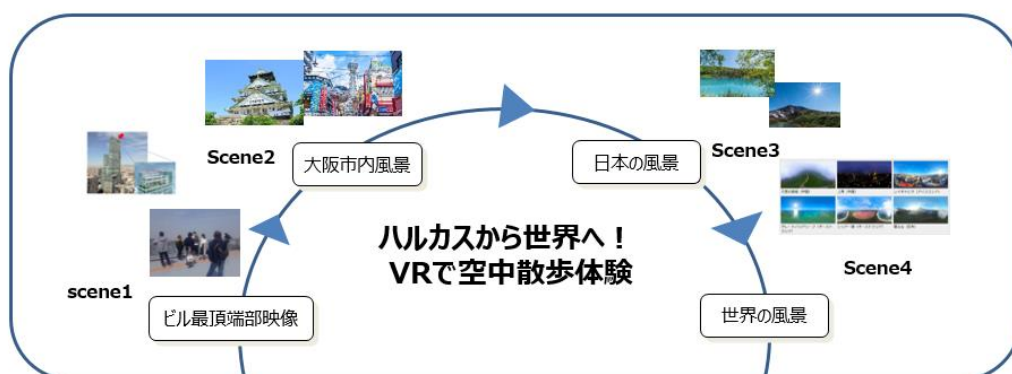 Scene2
大阪市内風景
日本の風景
Scene3
ハルカスから世界へ！
VRで空中散歩体験
Scene4
scene1
ビル最頂端部映像
世界の風景